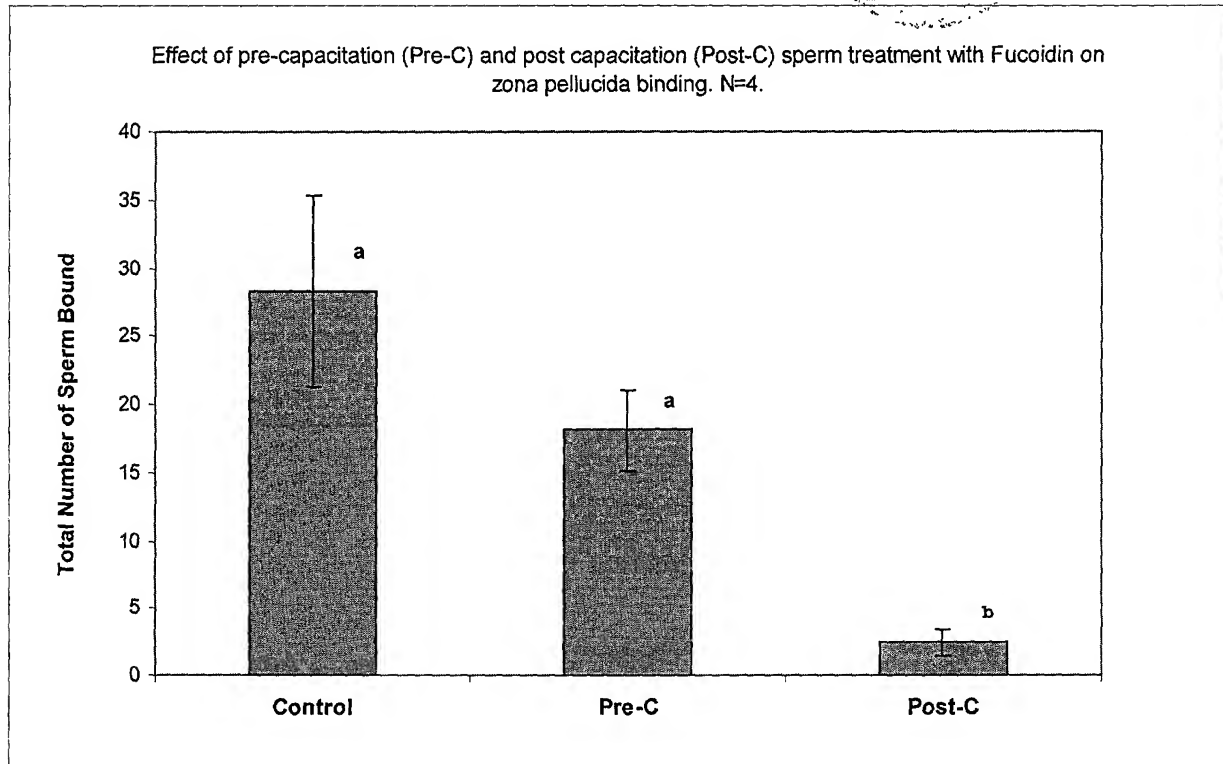 Effect of pre-capacitation (Pre-C) and post capacitation (Post-C) sperm treatment with Fucoidin on
zona pellucida binding. N=4.
40
35
30
25
20
15
10
5
0
Total Number of Sperm Bound
a
a
b
Control
Pre-C
Post-C